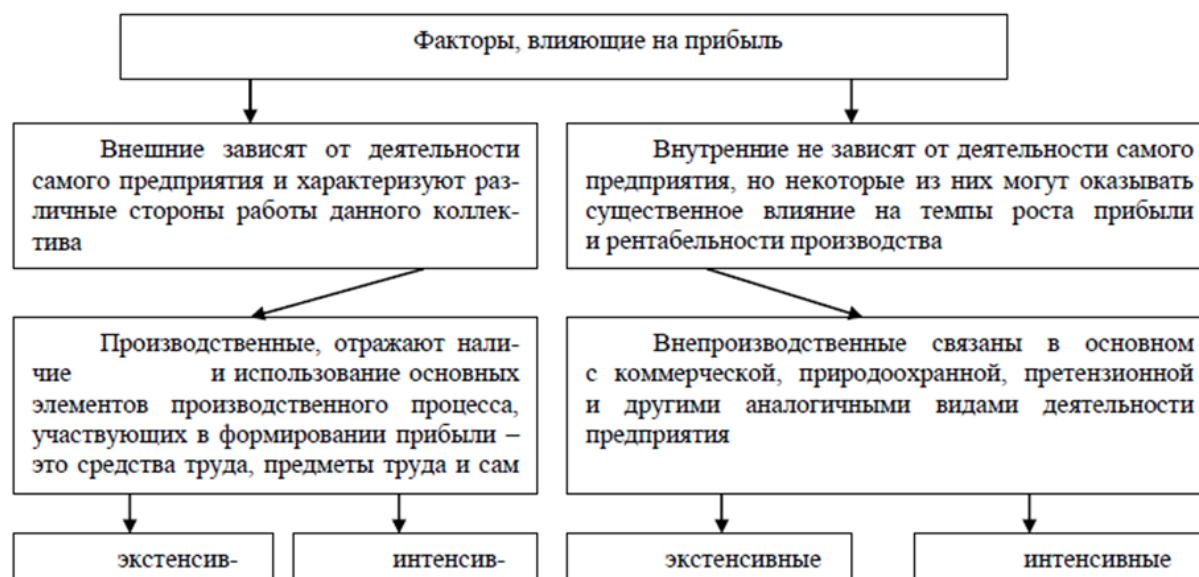 Факторы, влияющие на прибыль
Внешние зависят от деятельности
самого предприятия и характеризуют раз-
личные стороны работы данного коллек-
тива
Внутренние не зависят от деятельности самого
предприятия, но некоторые из них могут оказывать
существенное влияние на темпы роста прибыли
и рентабельности производства
Производственные, отражают нали-
чие и использование основных
элементов производственного процесса,
участвующих в формировании прибыли –
это средства труда, предметы труда и сам
Внепроизводственные связаны в основном
с коммерческой, природоохранной, претензионной
и другими аналогичными видами деятельности
предприятия
экстенсив-
интенсив-
экстенсивные
интенсивные